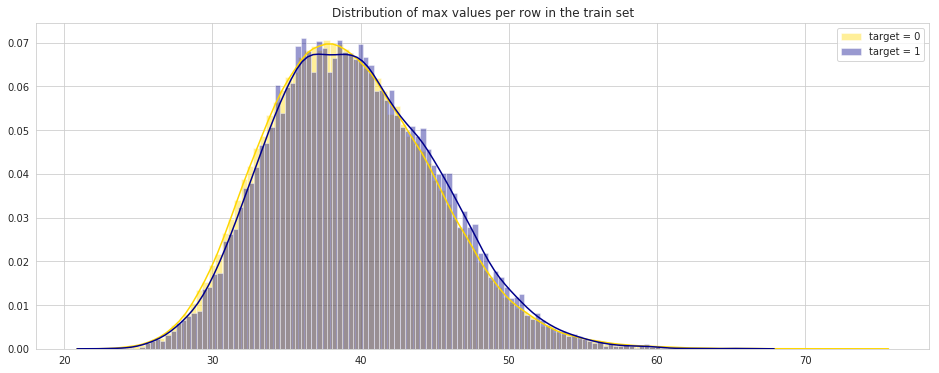 Distribution of max values per row in the train set
target = 0
target = 1
0.07
0.06
0.05
0.04
0.03
0.02
0.01
0.00
20 30 40 50 60 70